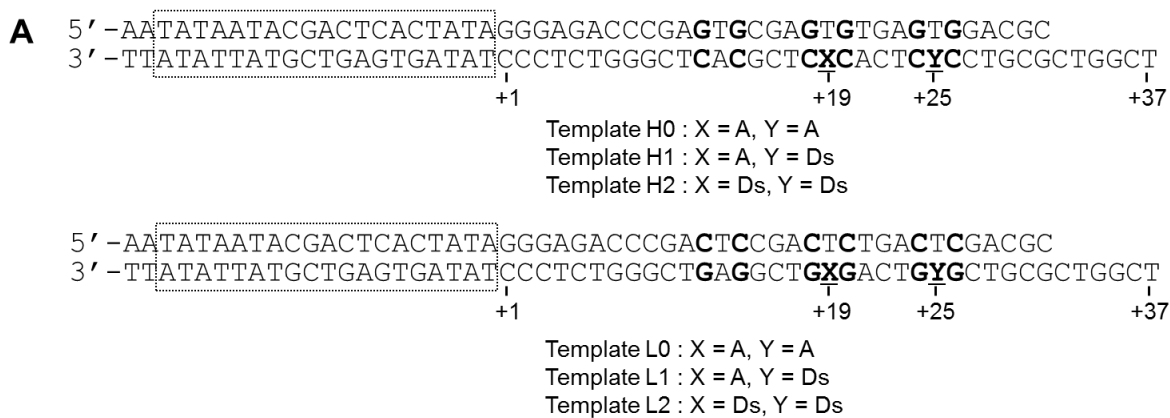 A
5′-AATATAATACGACTCACTATAGGGAGACCCGAGTGCGAGTGTGAGTGGACGC
3′-TTATATTATGCTGAGTGATATCCCTCTGGGCTCACGCTCXCACTCYCCTGCGCTGGCT
+1 +19 +25 +37
Template H0 : X = A, Y = A
Template H1 : X = A, Y = Ds
Template H2 : X = Ds, Y = Ds
5′-AATATAATACGACTCACTATAGGGAGACCCGACTCCGACTCTGACTCGACGC
3′-TTATATTATGCTGAGTGATATCCCTCTGGGCTGAGGCTGXGACTGYGCTGCGCTGGCT
+1 +19 +25 +37
Template L0 : X = A, Y = A
Template L1 : X = A, Y = Ds
Template L2 : X = Ds, Y = Ds